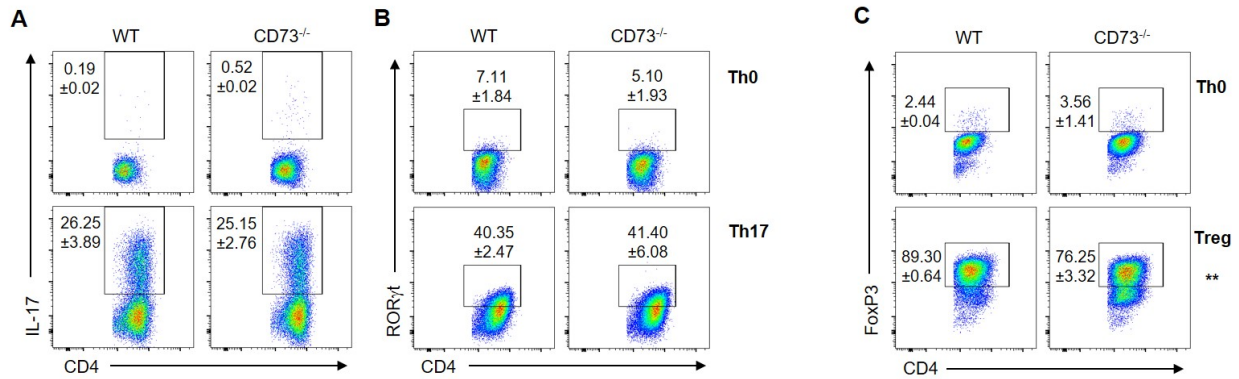 A
B
C
WT
CD73-/-
WT
CD73-/-
WT
CD73-/-
0.19
±0.02
0.52
±0.02
7.11
±1.84
5.10
±1.93
Th0
2.44
±0.04
3.56
±1.41
Th0
26.25
±3.89
25.15
±2.76
40.35
±2.47
41.40
±6.08
Th17
89.30
±0.64
76.25
±3.32
Treg
**
IL-17
RORγt
FoxP3
CD4
CD4
CD4